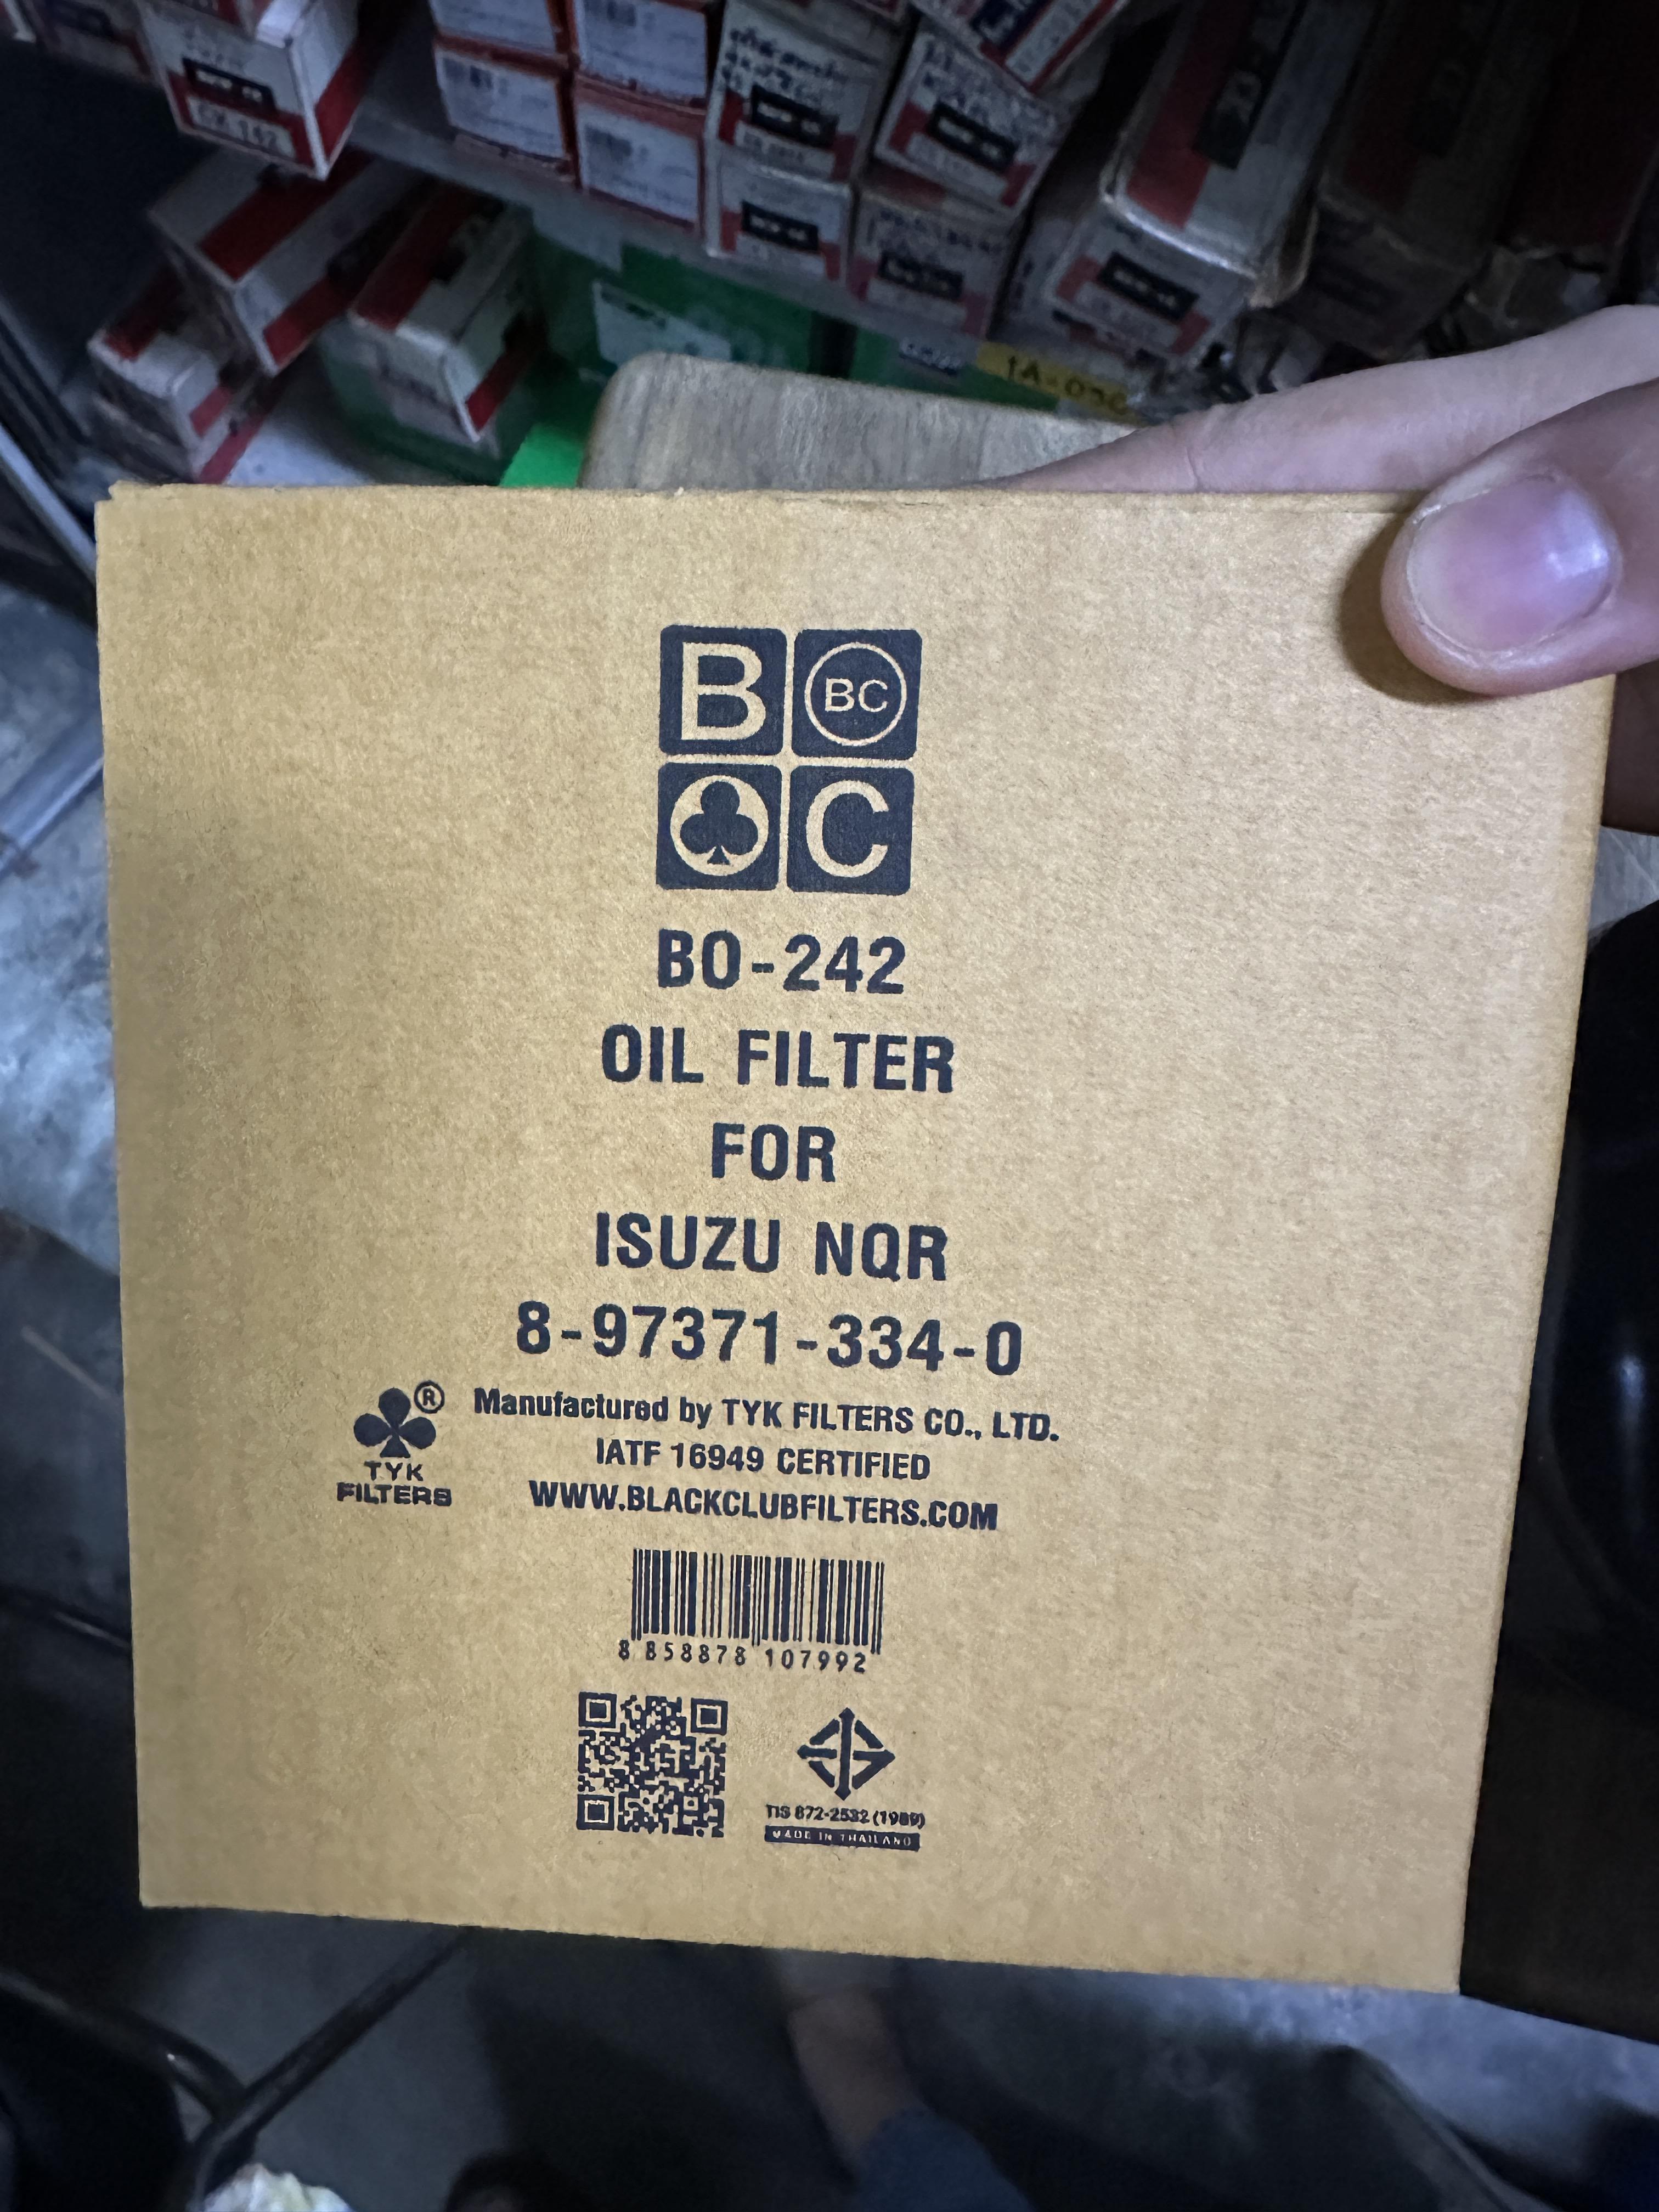 B BC
C
BO-242
OIL FILTER
FOR
ISUZU NQR
8-97371-334-0
®
TYK
FILTERS
Manufactured by TYK FILTERS CO., LTD.
IATF 16949 CERTIFIED
WWW.BLACKCLUBFILTERS.COM
8 858878 107992
TIS 872-2532 (1989)
MADE IN THAILAND